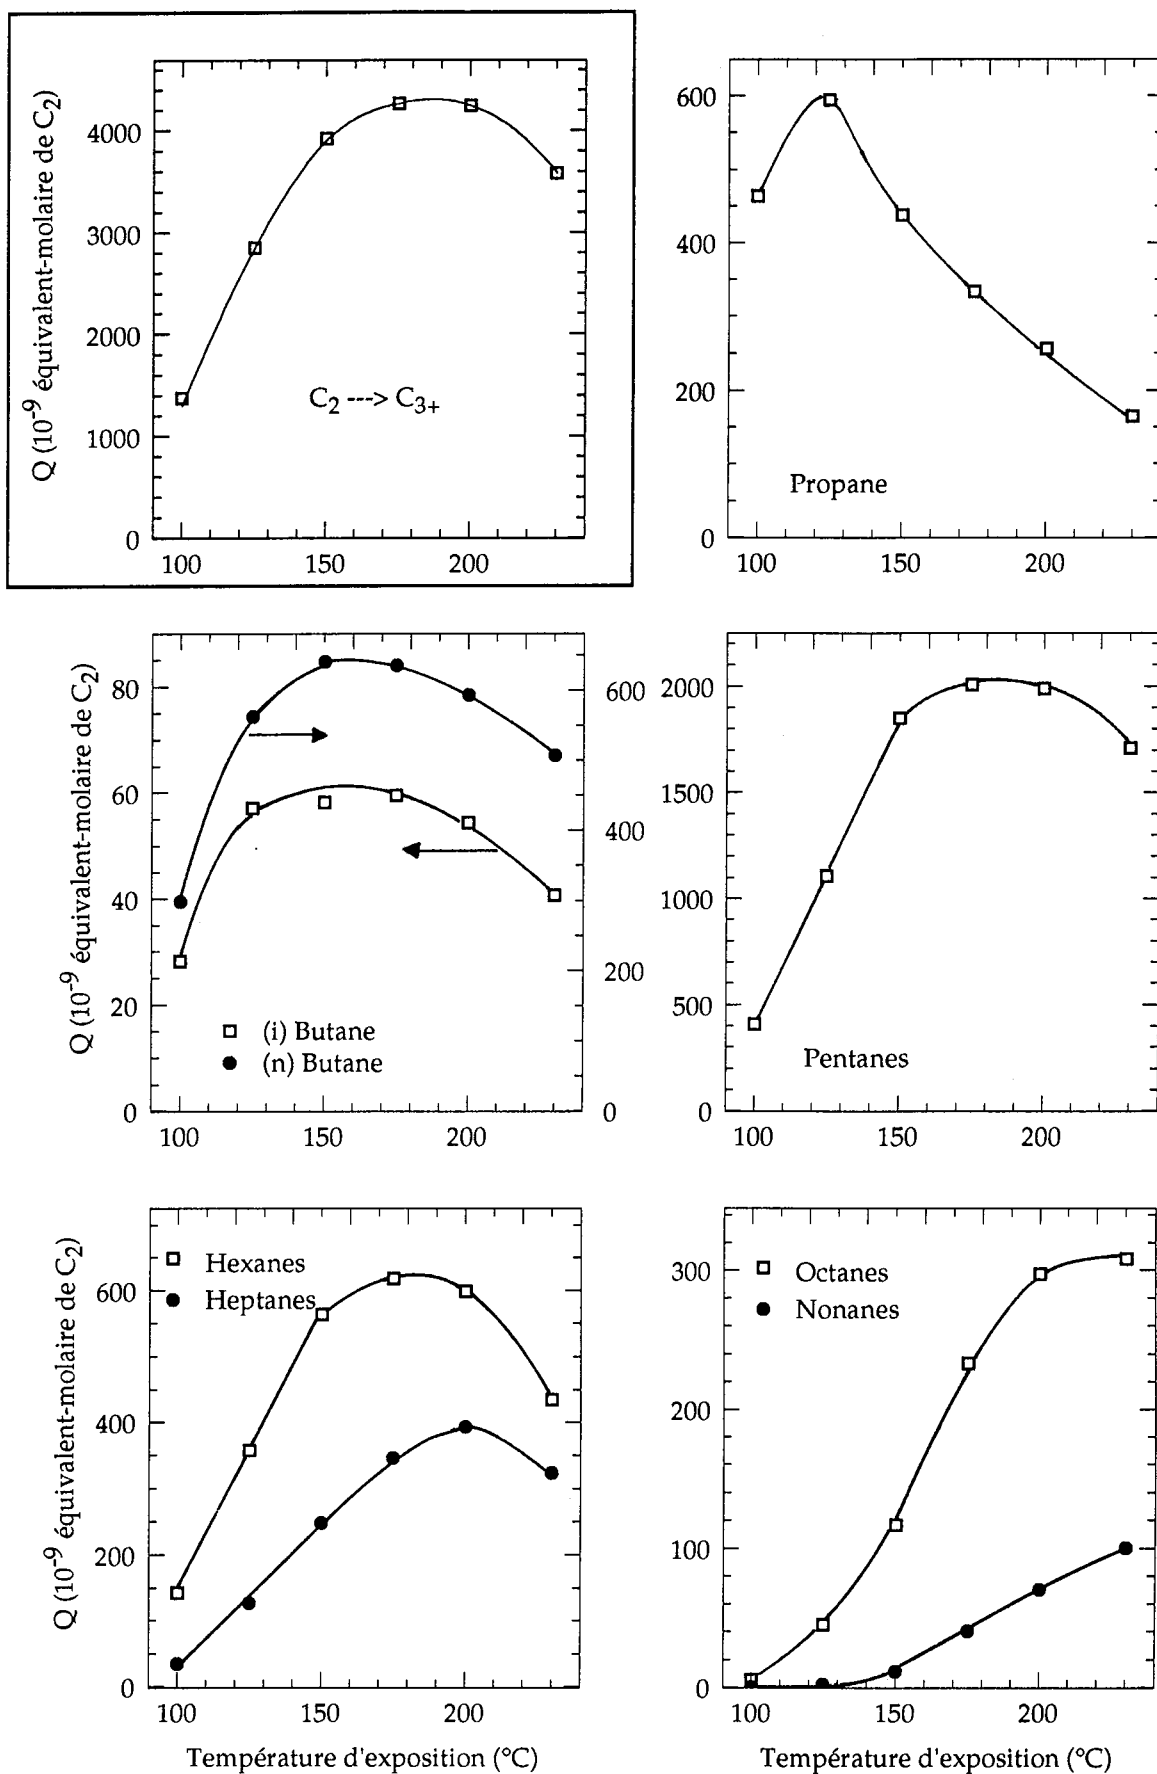 Q (10⁻⁹ équivalent-molaire de C₂)
4000
3000
2000
1000
0
C₂ ---> C₃₊
100 150 200
600
400
200
0
Propane
100 150 200
Q (10⁻⁹ équivalent-molaire de C₂)
80
60
40
20
0
600
400
200
0
(i) Butane
(n) Butane
100 150 200
2000
1500
1000
500
0
Pentanes
100 150 200
Q (10⁻⁹ équivalent-molaire de C₂)
Hexanes
Heptanes
600
400
200
0
100 150 200
Température d'exposition (°C)
Octanes
Nonanes
300
200
100
0
100 150 200
Température d'exposition (°C)